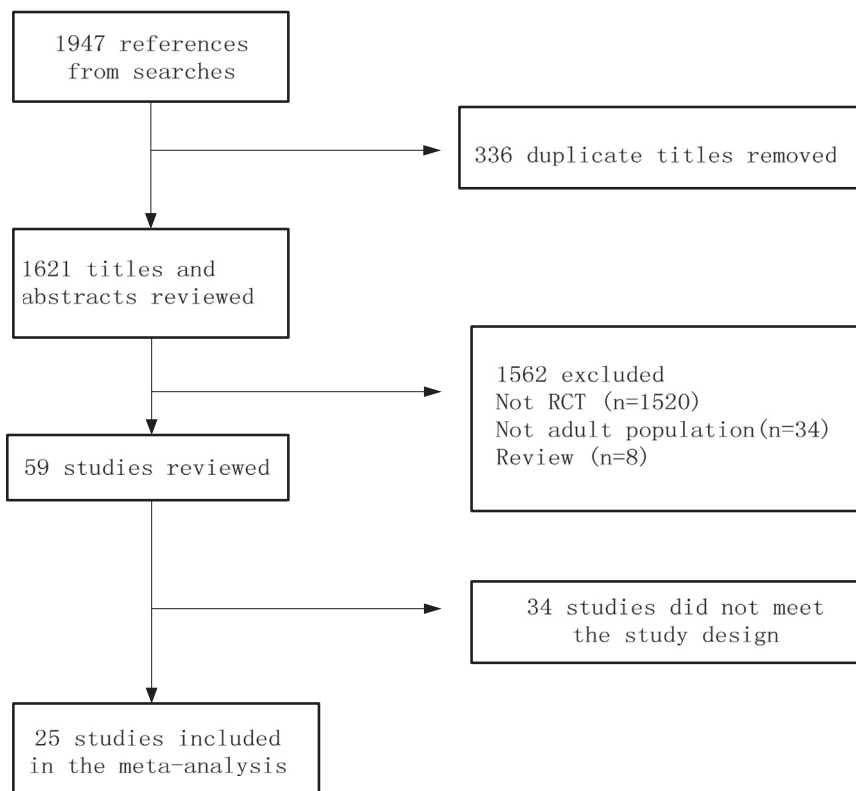 1947 references
from searches
336 duplicate titles removed
1621 titles and
abstracts reviewed
1562 excluded
Not RCT (n=1520)
Not adult population(n=34)
Review (n=8)
59 studies reviewed
34 studies did not meet
the study design
25 studies included
in the meta-analysis